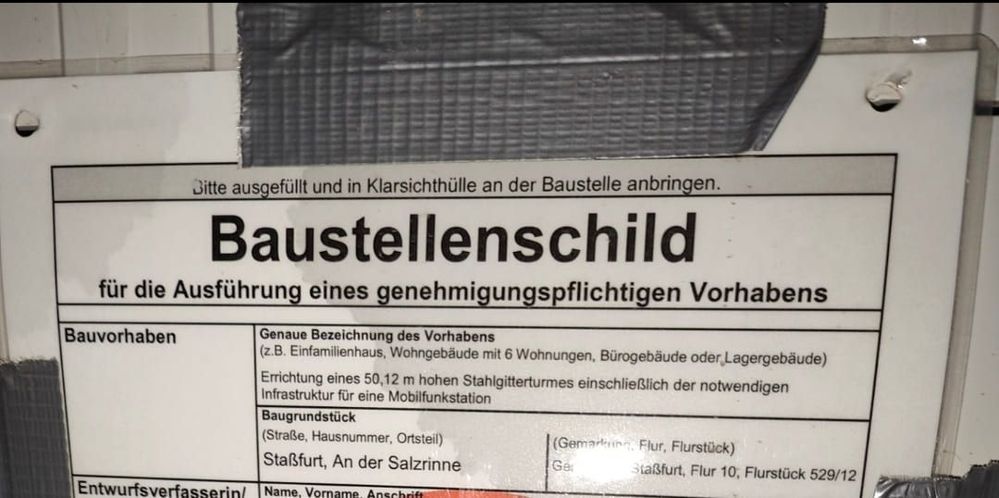 Bitte ausgefüllt und in Klarsichthülle an der Baustelle anbringen.
Baustellenschild
für die Ausführung eines genehmigungspflichtigen Vorhabens
Bauvorhaben
Genaue Bezeichnung des Vorhabens
(z.B. Einfamilienhaus, Wohngebäude mit 6 Wohnungen, Bürogebäude oder Lagergebäude)
Errichtung eines 50,12 m hohen Stahlgitterturmes einschließlich der notwendigen
Infrastruktur für eine Mobilfunkstation
Baugrundstück
(Straße, Hausnummer, Ortsteil)
Staßfurt, An der Salzrinne
(Gemarkung, Flur, Flurstück)
Staßfurt, Flur 10, Flurstück 529/12
Entwurfsverfasserin/
Name, Vorname, Anschrift